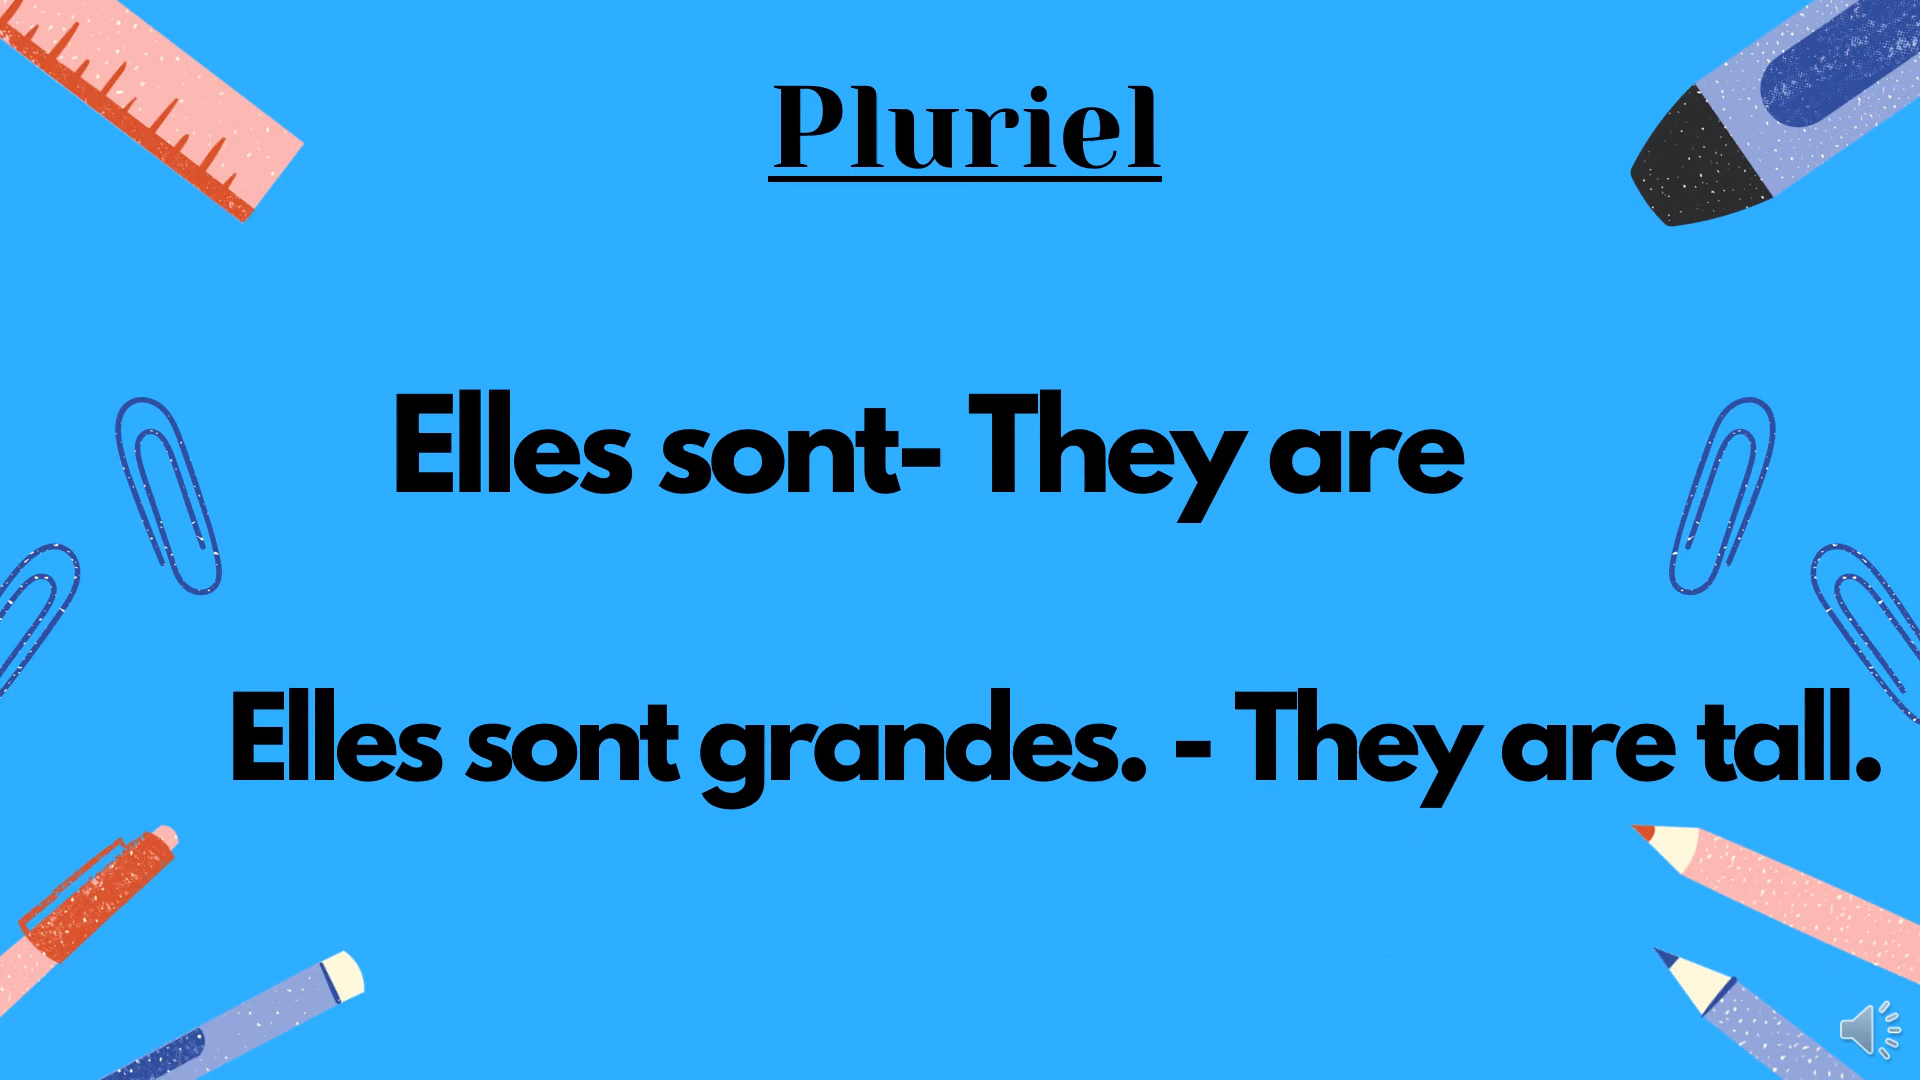 Pluriel
Elles sont- They are
Elles sont grandes. - They are tall.